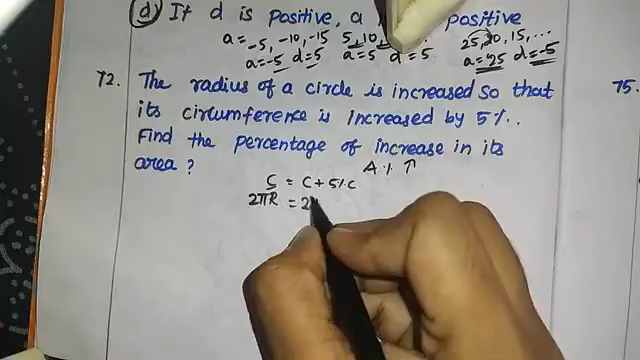 (d) If d is positive, a positive
a = -5, -10, -15 5, 10, 25, 20, 15, ...
a = -5 d = 5 a = 5 d = 5 a = 25 d = -5
72. The radius of a circle is increased so that 75.
its circumference is increased by 5%.
Find the percentage of increase in its
area? A % ↑
C = C + 5% C
2πR = 2